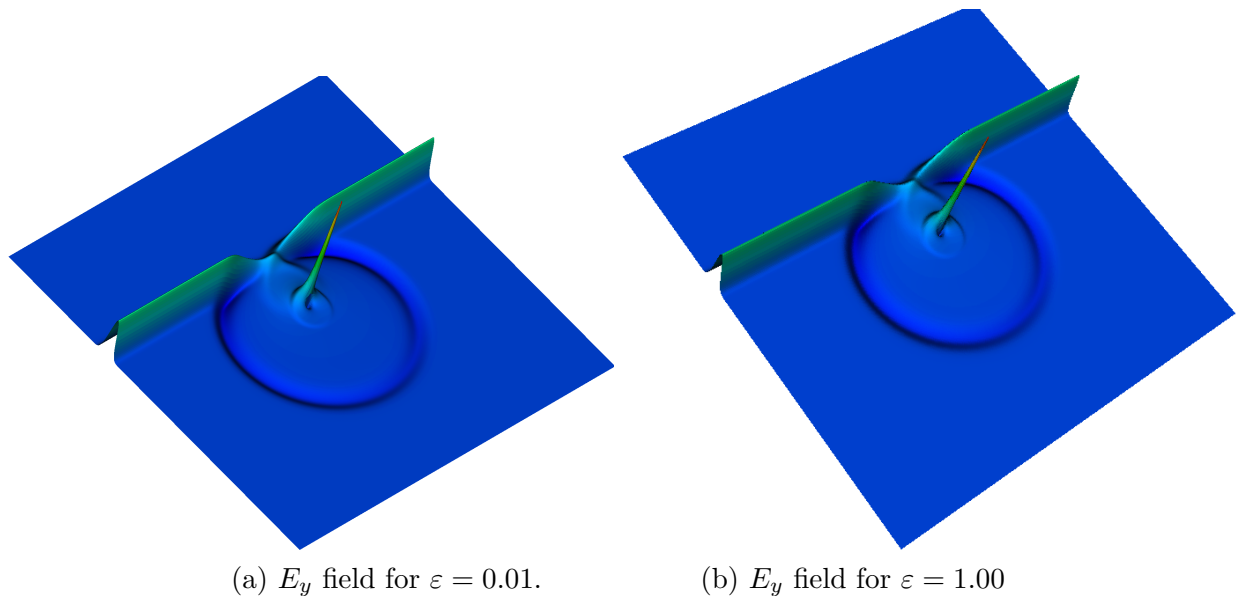 (a) $E_y$ field for $\varepsilon = 0.01$.
(b) $E_y$ field for $\varepsilon = 1.00$